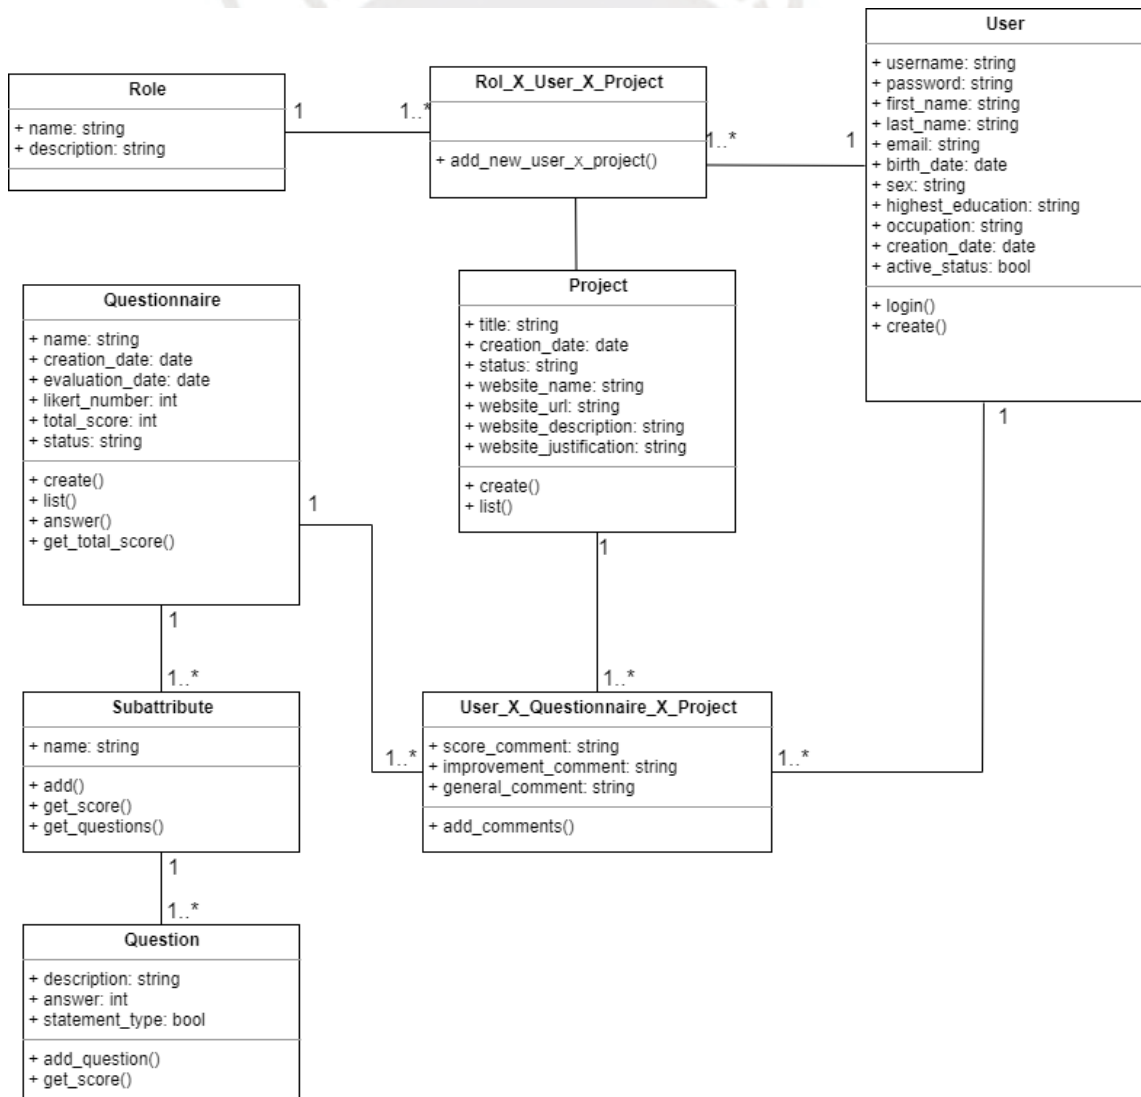 Role
+ name: string
+ description: string
1
1..*
Rol_X_User_X_Project
+ add_new_user_x_project()
1..*
1
User
+ username: string
+ password: string
+ first_name: string
+ last_name: string
+ email: string
+ birth_date: date
+ sex: string
+ highest_education: string
+ occupation: string
+ creation_date: date
+ active_status: bool
+ login()
+ create()
1
Questionnaire
+ name: string
+ creation_date: date
+ evaluation_date: date
+ likert_number: int
+ total_score: int
+ status: string
+ create()
+ list()
+ answer()
+ get_total_score()
1
1
Project
+ title: string
+ creation_date: date
+ status: string
+ website_name: string
+ website_url: string
+ website_description: string
+ website_justification: string
+ create()
+ list()
1
1..*
Subattribute
+ name: string
+ add()
+ get_score()
+ get_questions()
1
1..*
1..*
User_X_Questionnaire_X_Project
+ score_comment: string
+ improvement_comment: string
+ general_comment: string
+ add_comments()
1..*
1..*
Question
+ description: string
+ answer: int
+ statement_type: bool
+ add_question()
+ get_score()